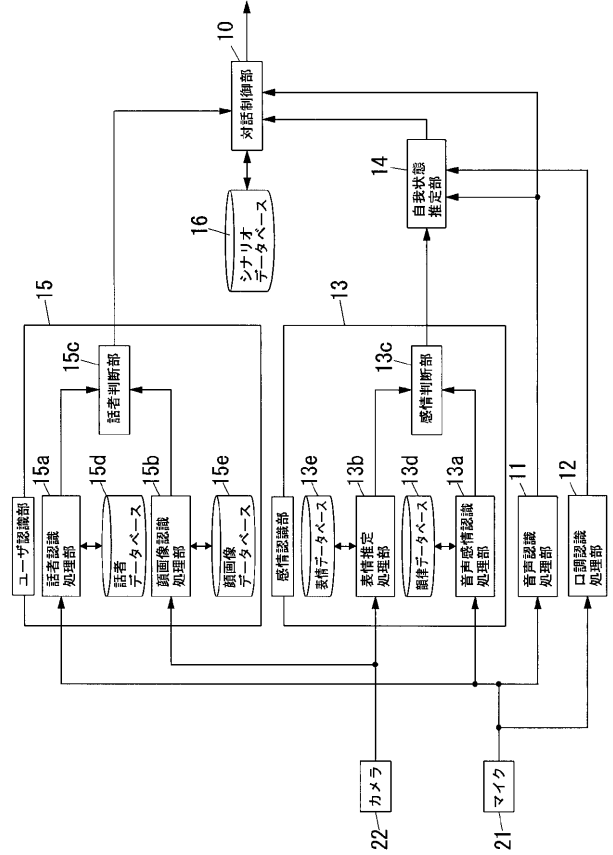 ユーザ認識部
15
15a
話者認識
処理部
15d
話者
データベース
15b
顔画像認識
処理部
15e
顔画像データベース
15c
話者判断部
感情認識部
13
13e
表情データベース
13b
表情推定
処理部
13d
韻律データベース
13a
音声感情認識
処理部
13c
感情判断部
11
音声認識
処理部
12
口調認識
処理部
14
自我状態
推定部
16
シナリオ
データベース
10
対話制御部
カメラ
22
マイク
21